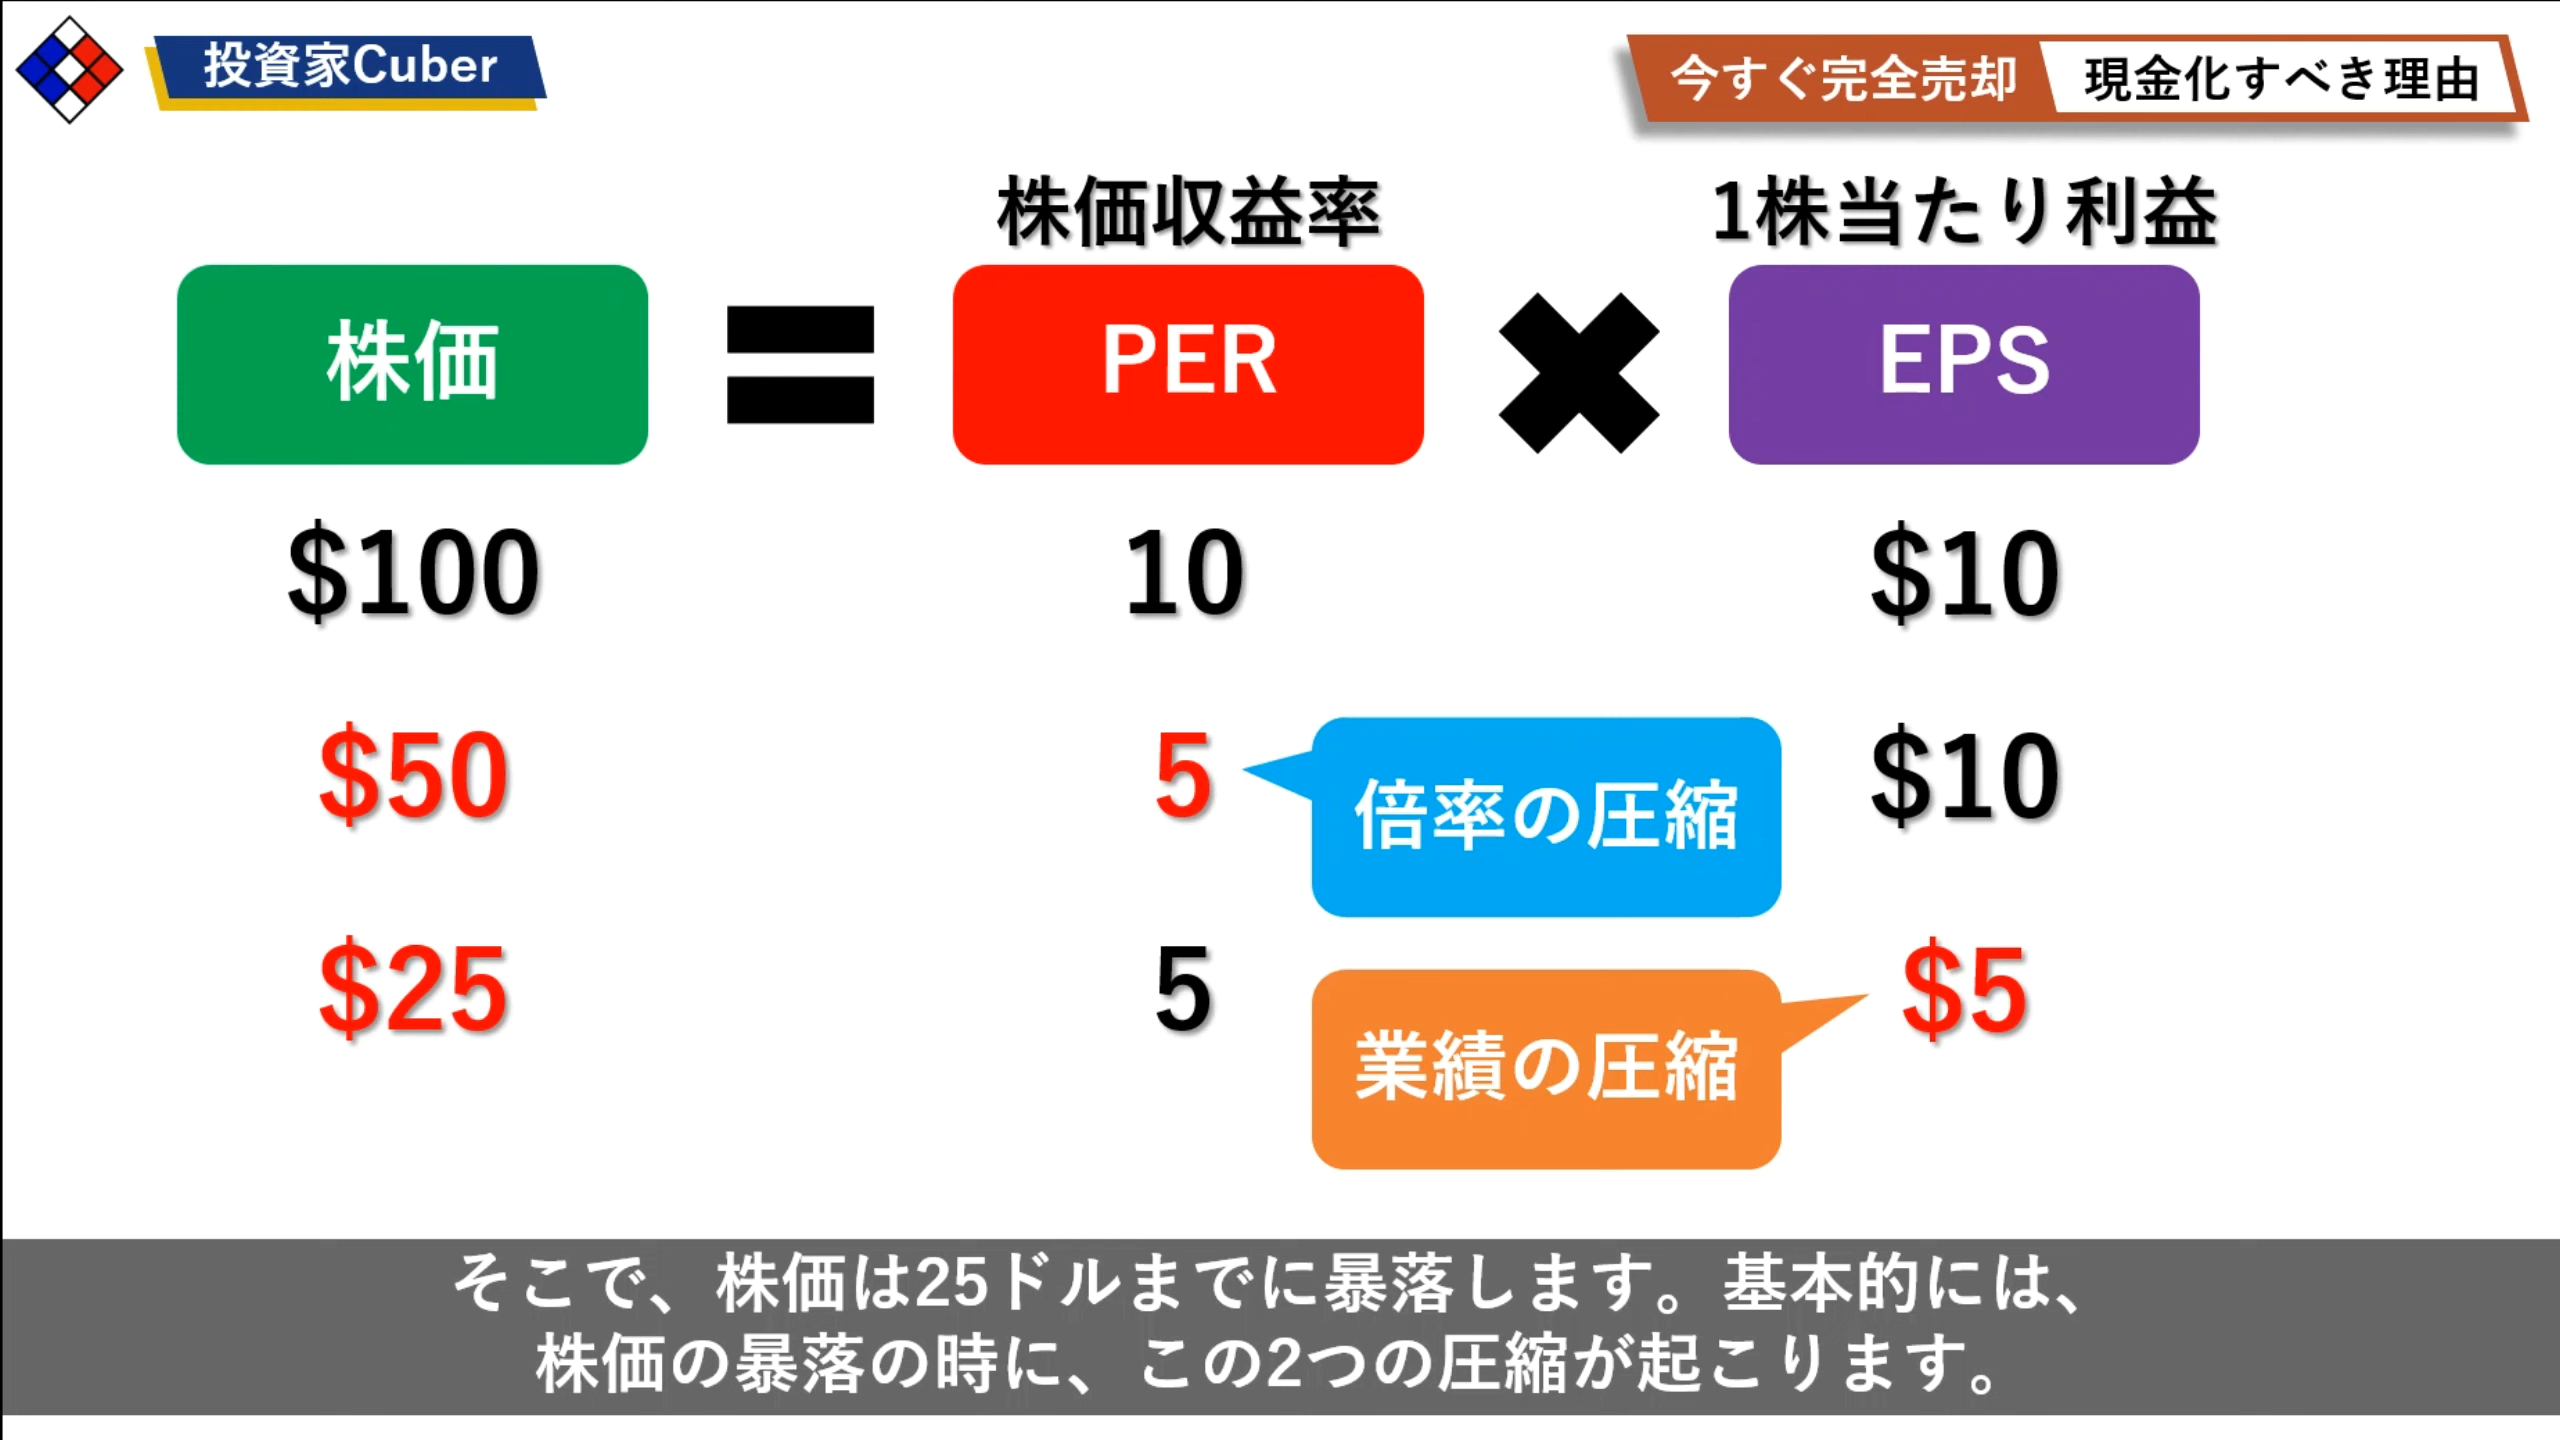 投資家Cuber
今すぐ完全売却 現金化すべき理由
株価収益率 1株当たり利益
株価 = PER × EPS
$100 10 $10
$50 5 倍率の圧縮 $10
$25 5 業績の圧縮 $5
そこで、株価は25ドルまでに暴落します。基本的には、
株価の暴落の時に、この2つの圧縮が起こります。